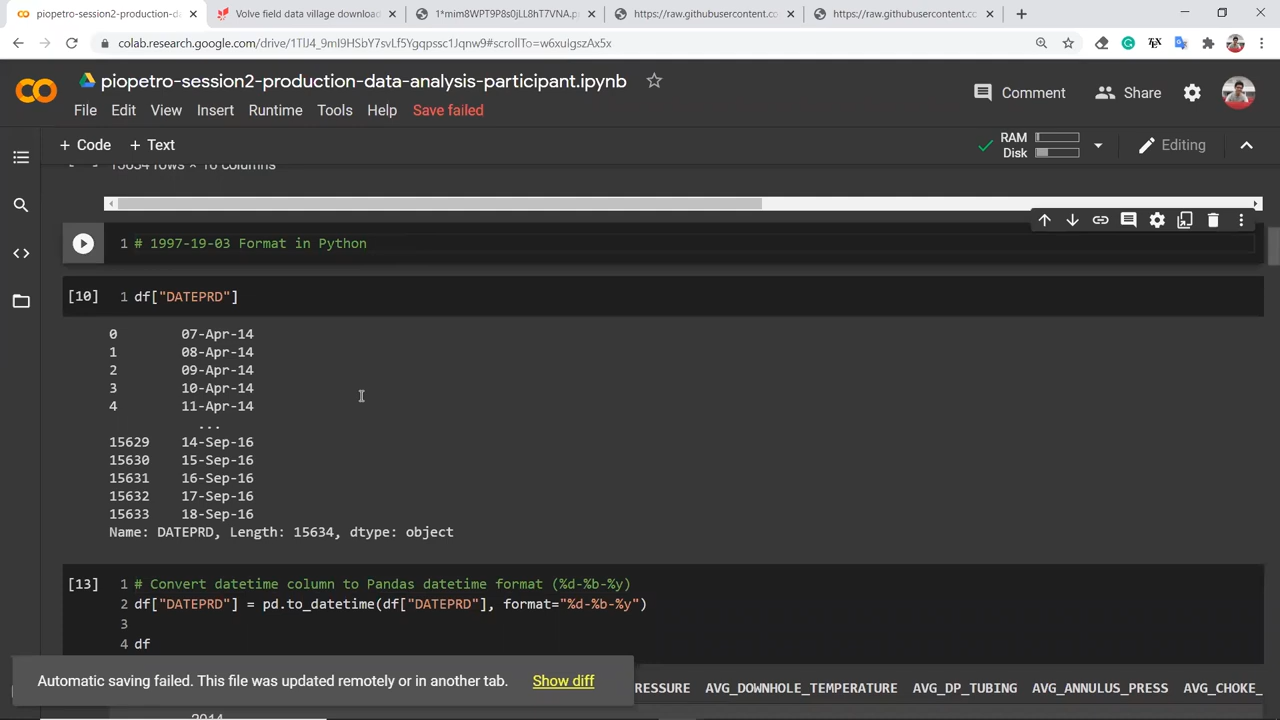 piopetro-session2-production-da
Volve field data village download
1*mim8WPT9P8s0jLL8hT7VNA.p
https://raw.githubusercontent.co
https://raw.githubusercontent.co
colab.research.google.com/drive/1TlJ4_9mI9HSbY7svLf5Ygqpssc1Jqnw9#scrollTo=w6xuigszAx5x
piopetro-session2-production-data-analysis-participant.ipynb
Comment
Share
File Edit View Insert Runtime Tools Help Save failed
+ Code + Text
RAM
Disk
Editing
15634 rows × 16 columns
1 # 1997-19-03 Format in Python
[10] 1 df["DATEPRD"]
0 07-Apr-14
1 08-Apr-14
2 09-Apr-14
3 10-Apr-14
4 11-Apr-14
...
15629 14-Sep-16
15630 15-Sep-16
15631 16-Sep-16
15632 17-Sep-16
15633 18-Sep-16
Name: DATEPRD, Length: 15634, dtype: object
[13] 1 # Convert datetime column to Pandas datetime format (%d-%b-%y)
2 df["DATEPRD"] = pd.to_datetime(df["DATEPRD"], format="%d-%b-%y")
3
4 df
Automatic saving failed. This file was updated remotely or in another tab. Show diff
RESSURE AVG_DOWNHOLE_TEMPERATURE AVG_DP_TUBING AVG_ANNULUS_PRESS AVG_CHOKE_
2014